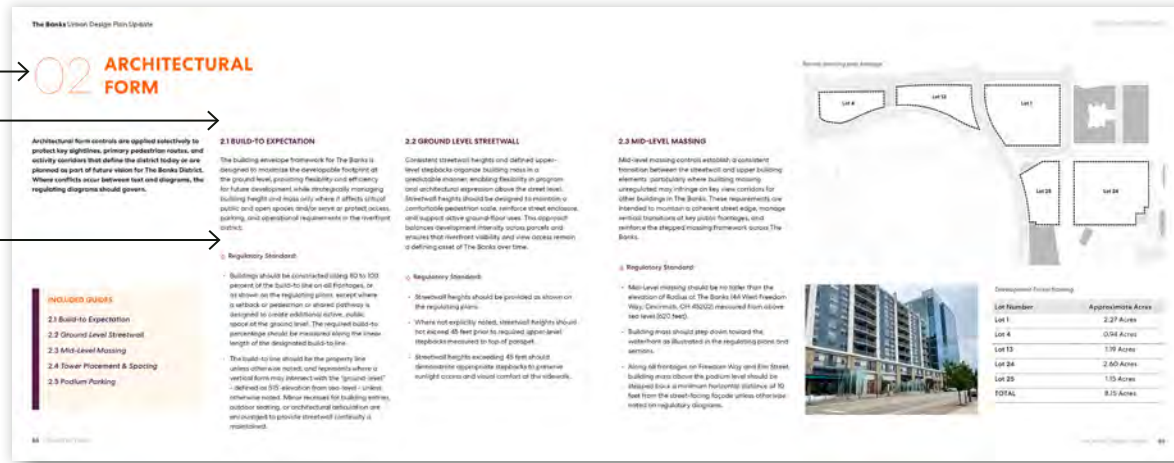 The Banks Urban Design Plan Update
02 ARCHITECTURAL
FORM
Architectural form controls are applied selectively to
protect key sightlines, primary pedestrian routes, and
activity corridors that define the district today or are
planned as part of future vision for The Banks District.
Where conflicts occur between text and diagrams, the
regulating diagrams should govern.
INCLUDED GUIDES
2.1 Build-to Expectation
2.2 Ground Level Streetwall
2.3 Mid-Level Massing
2.4 Tower Placement & Spacing
2.5 Podium Parking
2.1 BUILD-TO EXPECTATION
The building envelope framework for The Banks is
designed to maximize the developable footprint at
the ground level, providing flexibility and efficiency
for future development, while strategically managing
building height and mass only where it affects critical
public and open spaces and/or serve or protect access,
parking, and operational requirements in the riverfront
district.
Regulatory Standard:
- Buildings should be constructed along 80 to 100
percent of the build-to line on all frontages, or
as shown on the regulating plans, except where
a setback or pedestrian or shared pathway is
designed to create additional active, public
space at the ground level. The required build-to
percentage should be measured along the linear
length of the designated build-to line.
- The build-to line should be the property line
unless otherwise noted, and represents where a
vertical form may intersect with the "ground level"
- defined as 515' elevation from sea-level - unless
otherwise noted. Minor recesses for building entries,
outdoor seating, or architectural articulation are
encouraged to provide streetwall continuity is
maintained.
2.2 GROUND LEVEL STREETWALL
Consistent streetwall heights and defined upper-
level stepbacks organize building mass in a
predictable manner, enabling flexibility in program
and architectural expression above the street level.
Streetwall heights should be designed to maintain a
comfortable pedestrian scale, reinforce street enclosure,
and support active ground-floor uses. This approach
balances development intensity across parcels and
ensures that riverfront visibility and view access remain
a defining asset of The Banks over time.
Regulatory Standard:
- Streetwall heights should be provided as shown on
the regulating plans.
- Where not explicitly noted, streetwall heights should
not exceed 45 feet prior to required upper-level
stepbacks measured to top of parapet.
- Streetwall heights exceeding 45 feet should
demonstrate appropriate stepbacks to preserve
sunlight access and visual comfort at the sidewalk.
2.3 MID-LEVEL MASSING
Mid-level massing controls establish a consistent
transition between the streetwall and upper building
elements, particularly where building massing
unregulated may infringe on key view corridors for
other buildings in The Banks. These requirements are
intended to maintain a coherent street edge, manage
vertical transitions at key public frontages, and
reinforce the stepped massing framework across The
Banks.
Regulatory Standard:
- Mid-Level massing should be no taller than the
elevation of Radius at The Banks (44 West Freedom
Way, Cincinnati, OH 45202) measured from above
sea level (620 feet).
- Building mass should step down toward the
waterfront as illustrated in the regulating plans and
sections.
- Along all frontages on Freedom Way and Elm Street
building mass above the podium level should be
stepped back a minimum horizontal distance of 10
feet from the street-facing façade unless otherwise
noted on regulatory diagrams.
Lot 4
Lot 13
Lot 1
Lot 25
Lot 24
Lot Number Approximate Acres
Lot 1 2.27 Acres
Lot 4 0.94 Acres
Lot 13 1.19 Acres
Lot 24 2.60 Acres
Lot 25 1.15 Acres
TOTAL 8.15 Acres